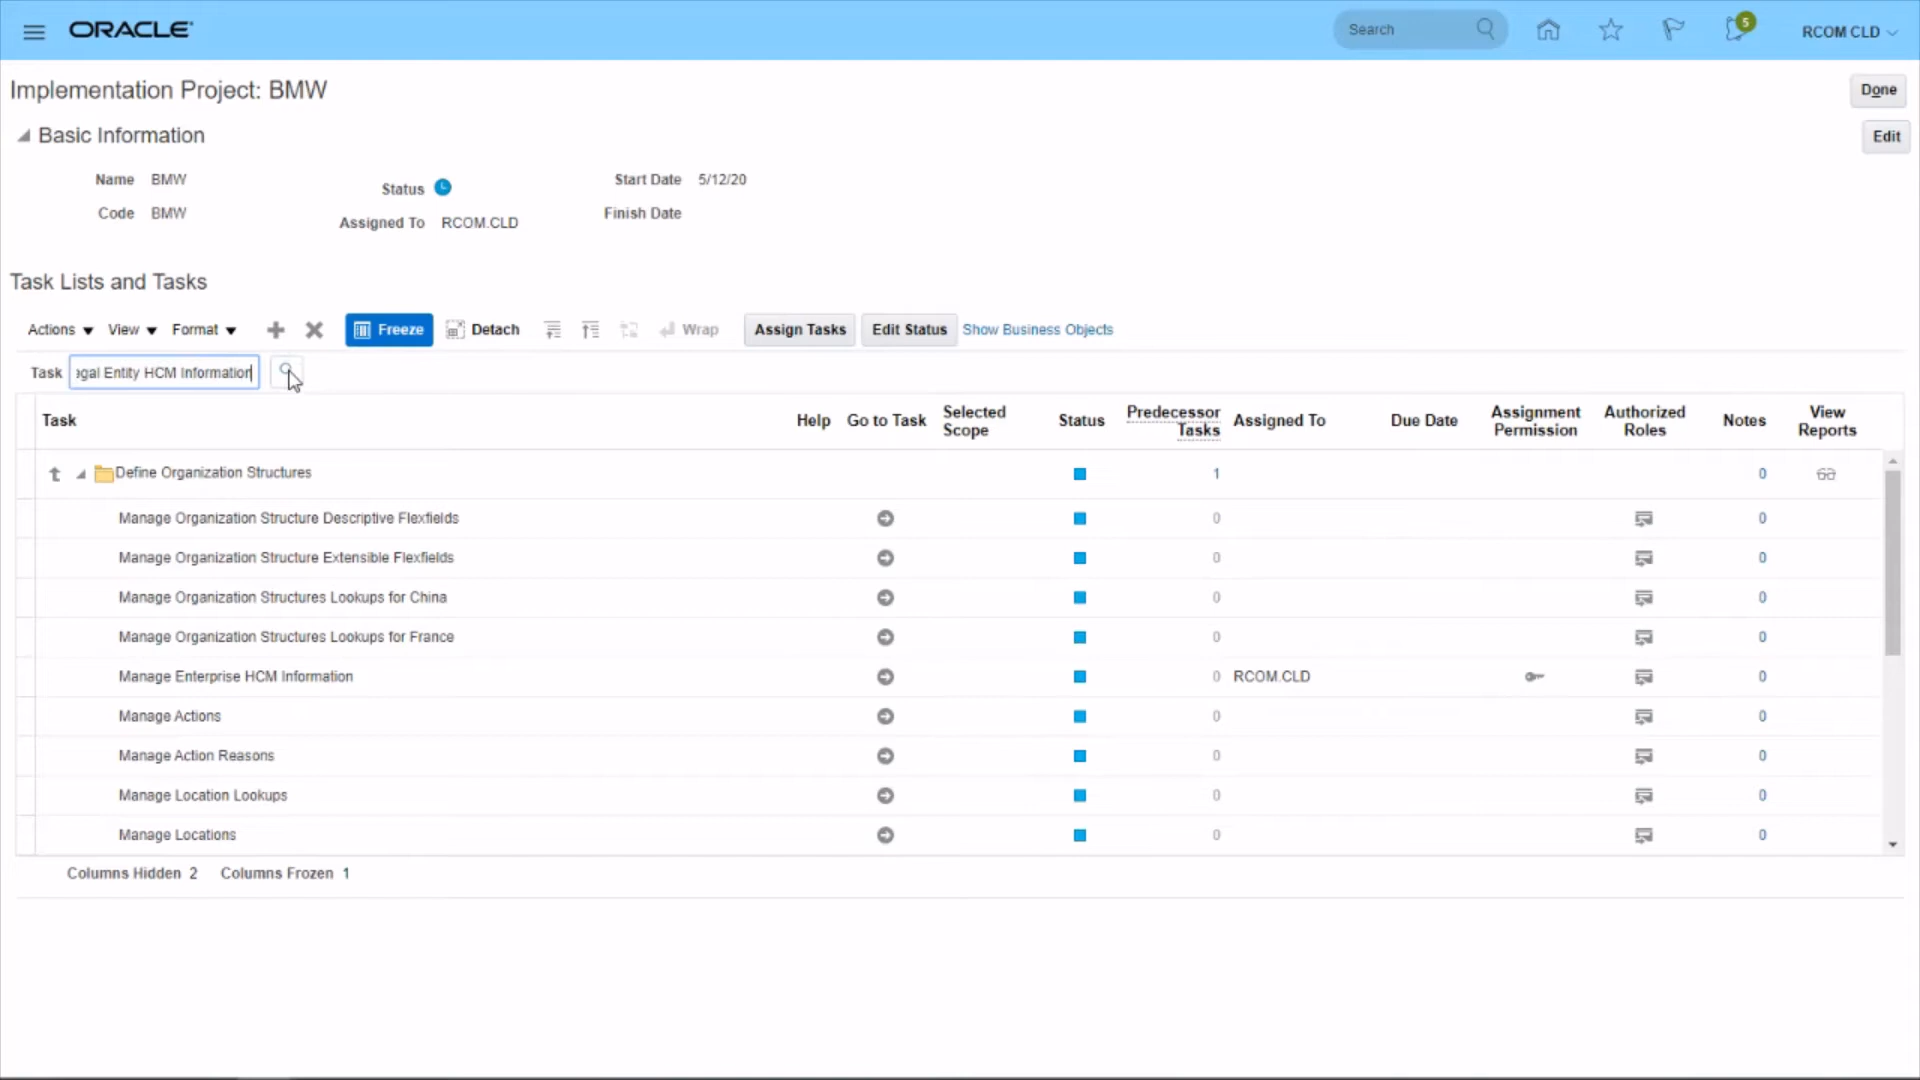 ORACLE
Search
5
RCOM CLD
Implementation Project: BMW
Done
Basic Information
Edit
Name BMW
Status
Start Date 5/12/20
Code BMW
Assigned To RCOM.CLD
Finish Date
Task Lists and Tasks
Actions View Format Freeze Detach Wrap Assign Tasks Edit Status Show Business Objects
Task egal Entity HCM Information
Task Help Go to Task Selected Scope Status Predecessor Tasks Assigned To Due Date Assignment Permission Authorized Roles Notes View Reports
Define Organization Structures 1 0
Manage Organization Structure Descriptive Flexfields 0 0
Manage Organization Structure Extensible Flexfields 0 0
Manage Organization Structures Lookups for China 0 0
Manage Organization Structures Lookups for France 0 0
Manage Enterprise HCM Information 0 RCOM.CLD 0
Manage Actions 0 0
Manage Action Reasons 0 0
Manage Location Lookups 0 0
Manage Locations 0 0
Columns Hidden 2 Columns Frozen 1